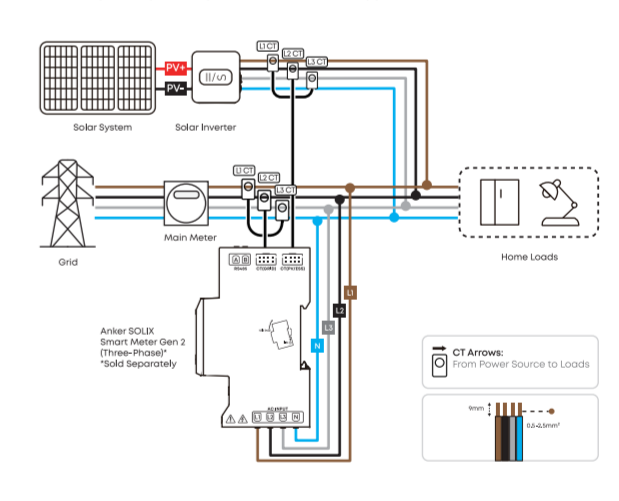 L1 CT
L2 CT
L3 CT
PV+
PV-
Solar System
Solar Inverter
L1 CT
L2 CT
L3 CT
Main Meter
Grid
Home Loads
A B
RS485
L1
L2
L3
N
Anker SOLIX
Smart Meter Gen 2
(Three-Phase)*
*Sold Separately
CT Arrows:
From Power Source to Loads
AC INPUT
L1 L2 L3 N
9mm
0.5-2.5mm²